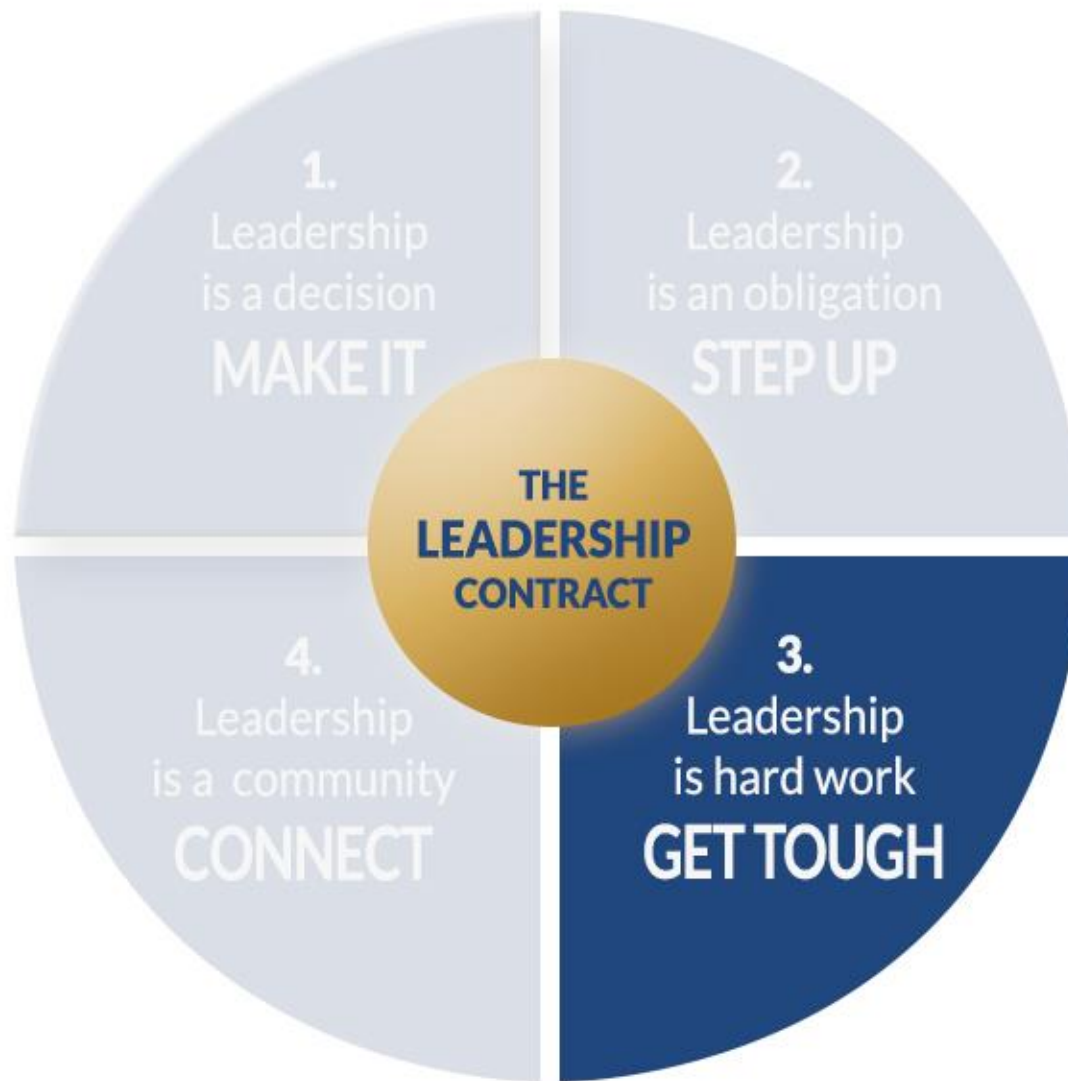 1.
Leadership
is a decision
MAKE IT
2.
Leadership
is an obligation
STEP UP
THE
LEADERSHIP
CONTRACT
3.
Leadership
is hard work
GET TOUGH
4.
Leadership
is a community
CONNECT